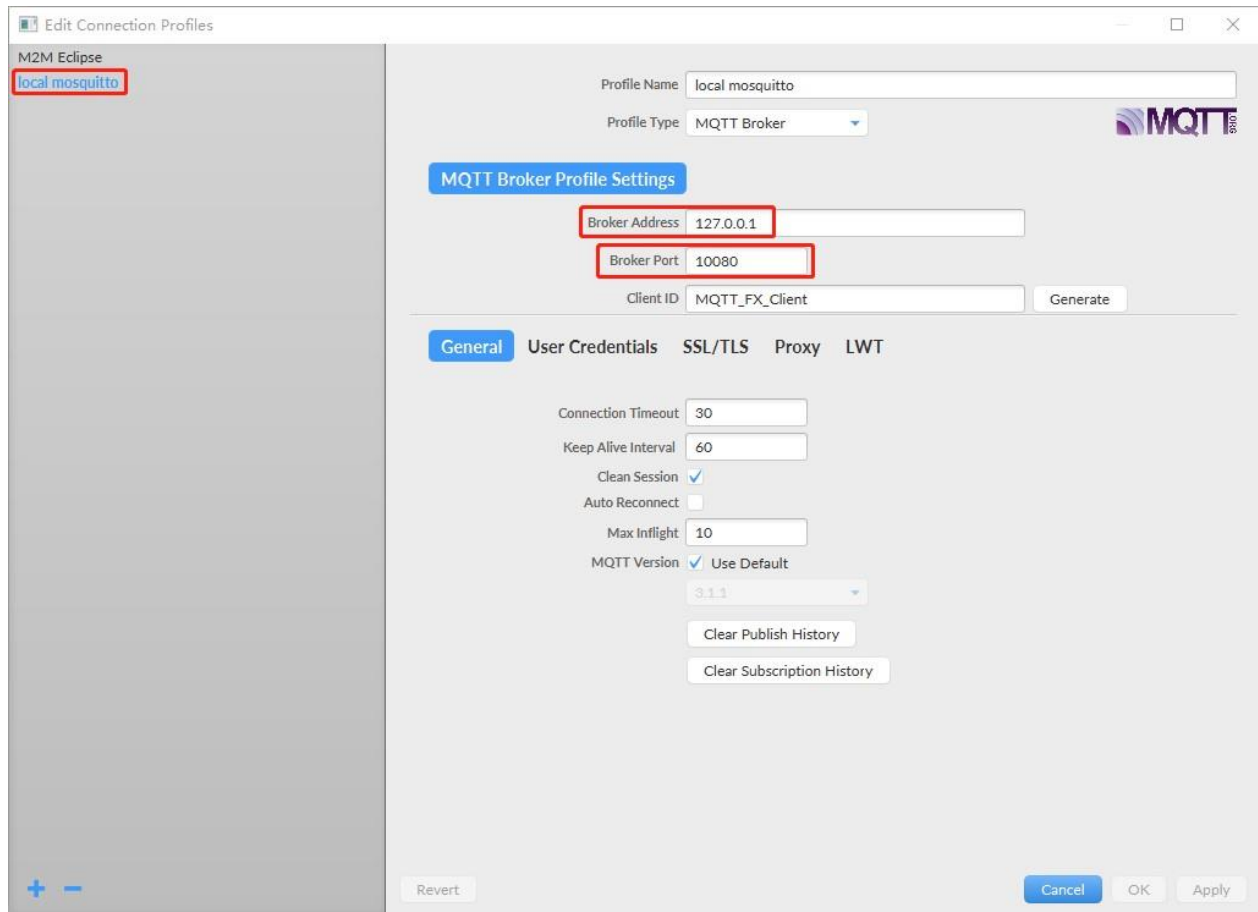 Edit Connection Profiles
M2M Eclipse
local mosquitto
Profile Name local mosquitto
Profile Type MQTT Broker
MQTT.ORG
MQTT Broker Profile Settings
Broker Address 127.0.0.1
Broker Port 10080
Client ID MQTT_FX_Client Generate
General User Credentials SSL/TLS Proxy LWT
Connection Timeout 30
Keep Alive Interval 60
Clean Session
Auto Reconnect
Max Inflight 10
MQTT Version Use Default
3.1.1
Clear Publish History
Clear Subscription History
Revert Cancel OK Apply